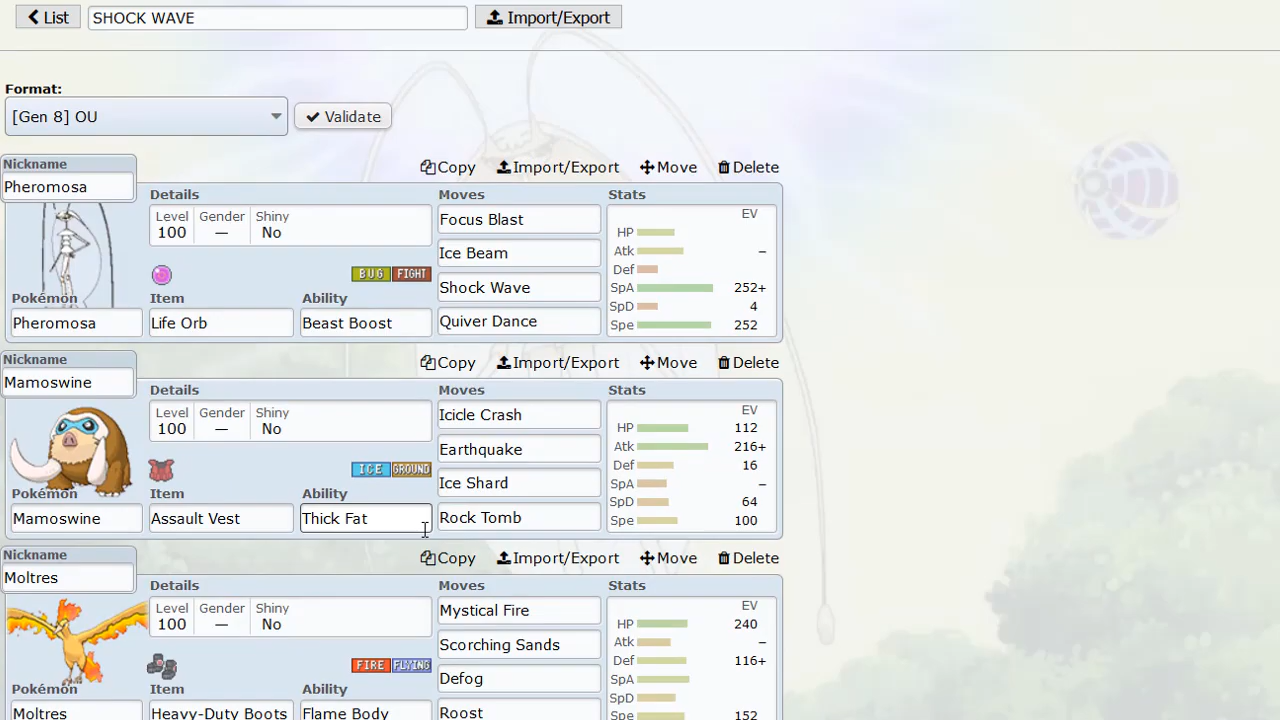 List
SHOCK WAVE
Import/Export
Format:
[Gen 8] OU
Validate
Copy Import/Export Move Delete
Nickname
Pheromosa
Details
Level Gender Shiny
100 — No
BUG FIGHT
Pokémon Item Ability
Pheromosa Life Orb Beast Boost
Moves
Focus Blast
Ice Beam
Shock Wave
Quiver Dance
Stats
EV
HP
Atk –
Def
SpA 252+
SpD 4
Spe 252
Copy Import/Export Move Delete
Nickname
Mamoswine
Details
Level Gender Shiny
100 — No
ICE GROUND
Pokémon Item Ability
Mamoswine Assault Vest Thick Fat
Moves
Icicle Crash
Earthquake
Ice Shard
Rock Tomb
Stats
EV
HP 112
Atk 216+
Def 16
SpA –
SpD 64
Spe 100
Copy Import/Export Move Delete
Nickname
Moltres
Details
Level Gender Shiny
100 — No
FIRE FLYING
Pokémon Item Ability
Moltres Heavy-Duty Boots Flame Body
Moves
Mystical Fire
Scorching Sands
Defog
Roost
Stats
EV
HP 240
Atk –
Def 116+
SpA
SpD
Spe 152